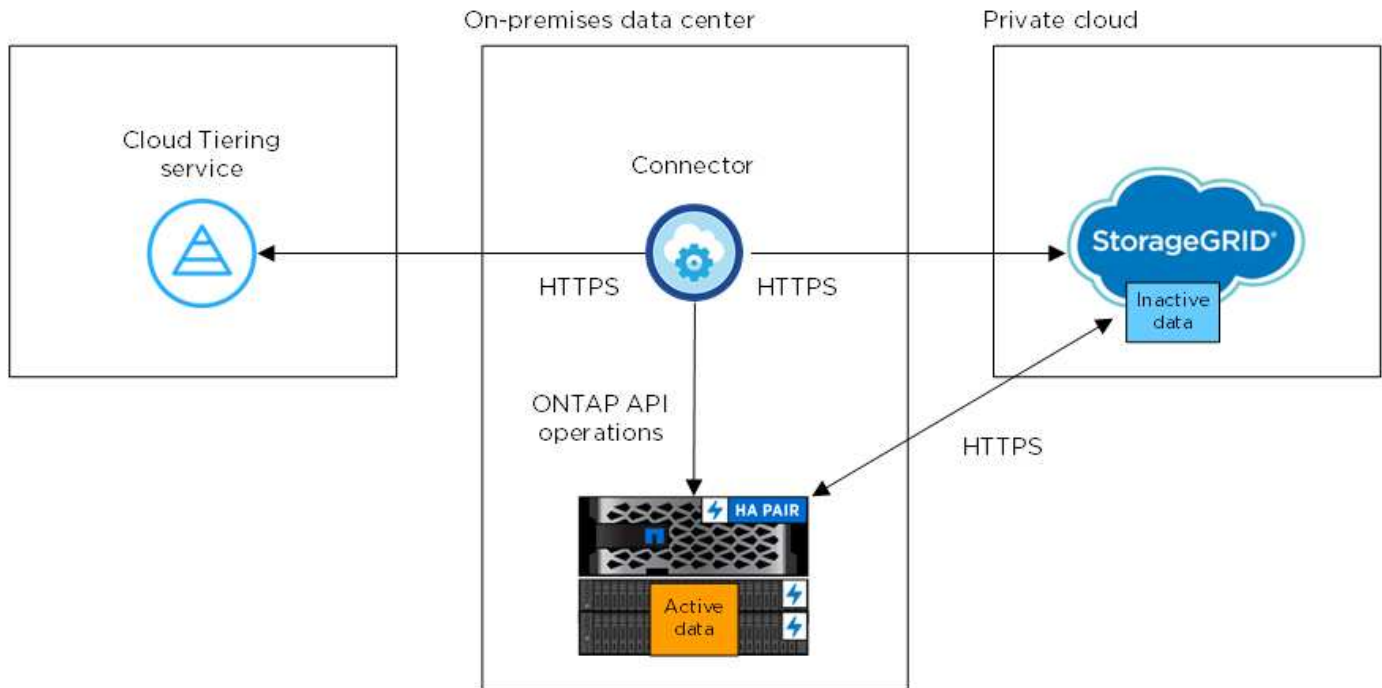 On-premises data center
Private cloud
Cloud Tiering
service
Connector
StorageGRID®
HTTPS
HTTPS
Inactive
data
ONTAP API
operations
HTTPS
HA PAIR
Active
data